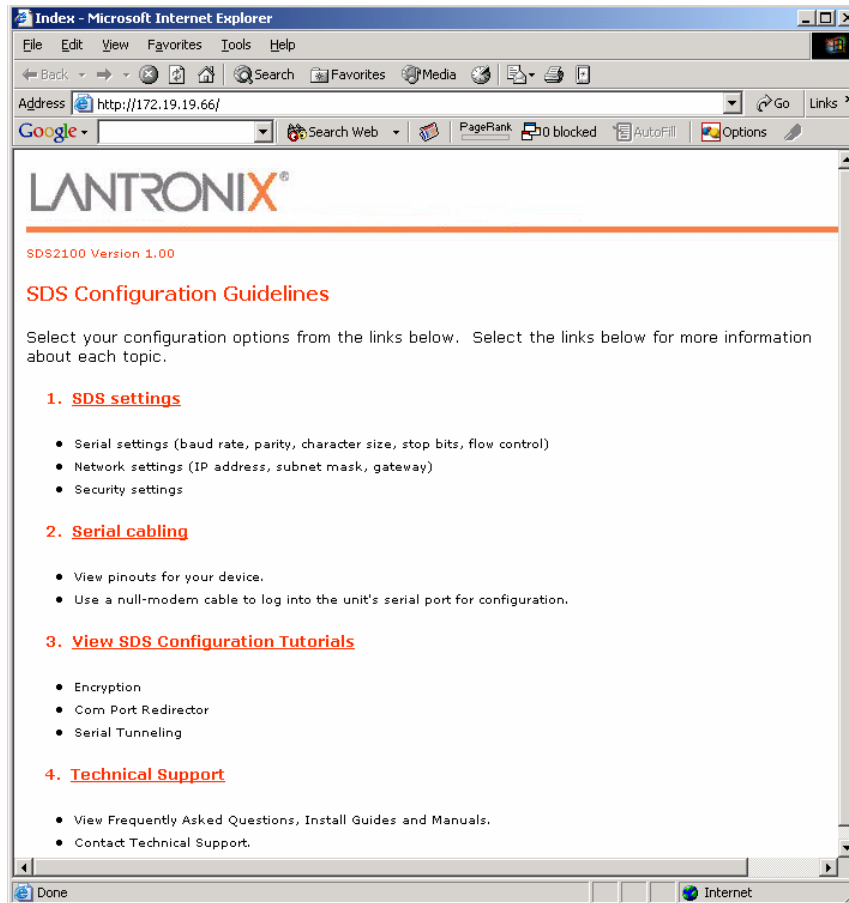 Index - Microsoft Internet Explorer
File Edit View Favorites Tools Help
Back Search Favorites Media
Address http://172.19.19.66/ Go Links »
Google Search Web PageRank 0 blocked AutoFill Options
LANTRONIX®
SDS2100 Version 1.00
SDS Configuration Guidelines
Select your configuration options from the links below. Select the links below for more information
about each topic.
1. SDS settings
• Serial settings (baud rate, parity, character size, stop bits, flow control)
• Network settings (IP address, subnet mask, gateway)
• Security settings
2. Serial cabling
• View pinouts for your device.
• Use a null-modem cable to log into the unit's serial port for configuration.
3. View SDS Configuration Tutorials
• Encryption
• Com Port Redirector
• Serial Tunneling
4. Technical Support
• View Frequently Asked Questions, Install Guides and Manuals.
• Contact Technical Support.
Done Internet